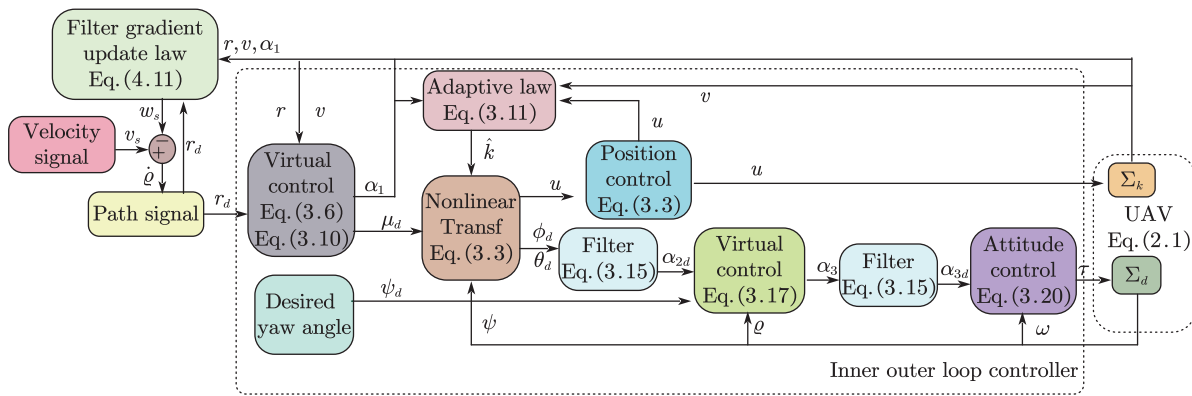 Filter gradient
update law
Eq.(4.11)
r, v, α₁
wₛ
Velocity
signal
vₛ
−
+
r_d
ϱ̇
Path signal
r_d
r
v
Virtual
control
Eq.(3.6)
Eq.(3.10)
α₁
μ_d
Adaptive law
Eq.(3.11)
v
u
k̂
Nonlinear
Transf
Eq.(3.3)
u
Position
control
Eq.(3.3)
u
Σₖ
UAV
Eq.(2.1)
Σ_d
ϕ_d
θ_d
Filter
Eq.(3.15)
α₂d
Virtual
control
Eq.(3.17)
α₃
Filter
Eq.(3.15)
α₃d
Attitude
control
Eq.(3.20)
τ
Desired
yaw angle
ψ_d
ψ
ϱ
ω
Inner outer loop controller